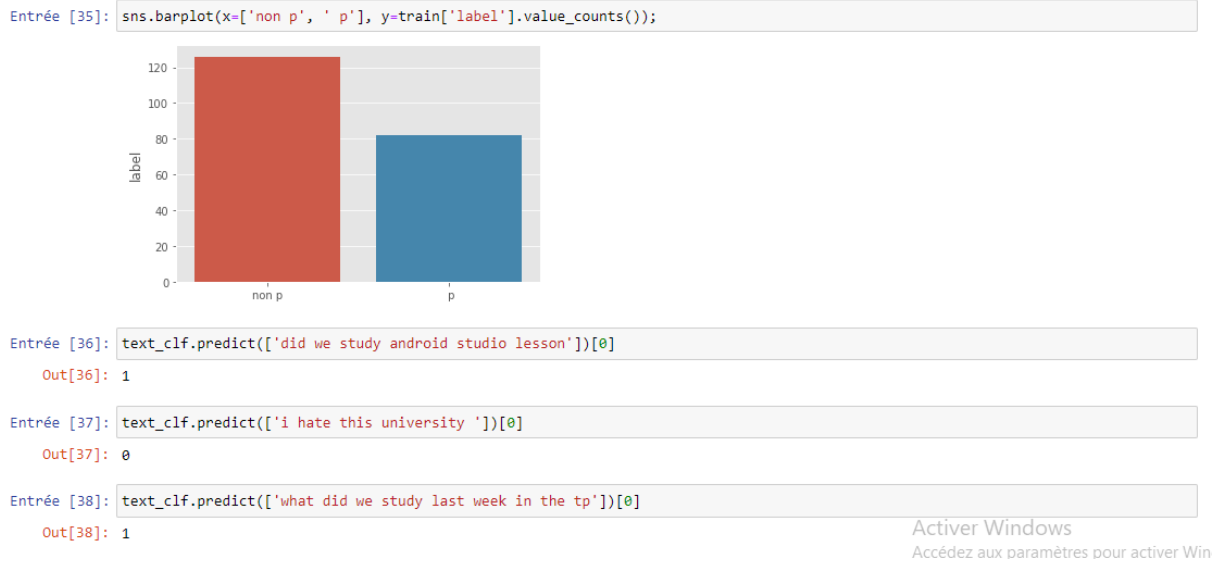 Entrée [35]: sns.barplot(x=['non p', ' p'], y=train['label'].value_counts());
120
100
80
60
40
20
0
label
non p
p
Entrée [36]: text_clf.predict(['did we study android studio lesson'])[0]
Out[36]: 1
Entrée [37]: text_clf.predict(['i hate this university '])[0]
Out[37]: 0
Entrée [38]: text_clf.predict(['what did we study last week in the tp'])[0]
Out[38]: 1
Activer Windows
Accédez aux paramètres pour activer Win